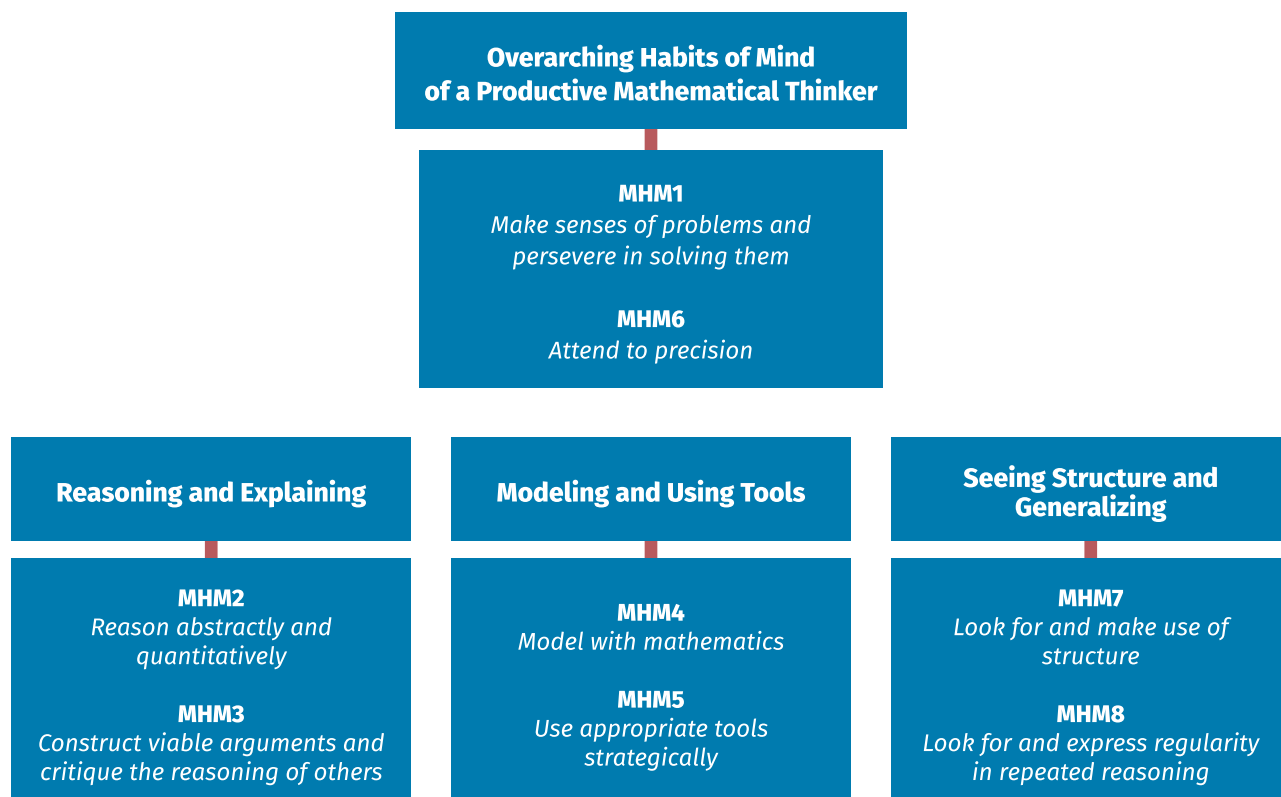 Overarching Habits of Mind
of a Productive Mathematical Thinker
MHM1
Make senses of problems and
persevere in solving them
MHM6
Attend to precision
Reasoning and Explaining
MHM2
Reason abstractly and
quantitatively
MHM3
Construct viable arguments and
critique the reasoning of others
Modeling and Using Tools
MHM4
Model with mathematics
MHM5
Use appropriate tools
strategically
Seeing Structure and
Generalizing
MHM7
Look for and make use of
structure
MHM8
Look for and express regularity
in repeated reasoning